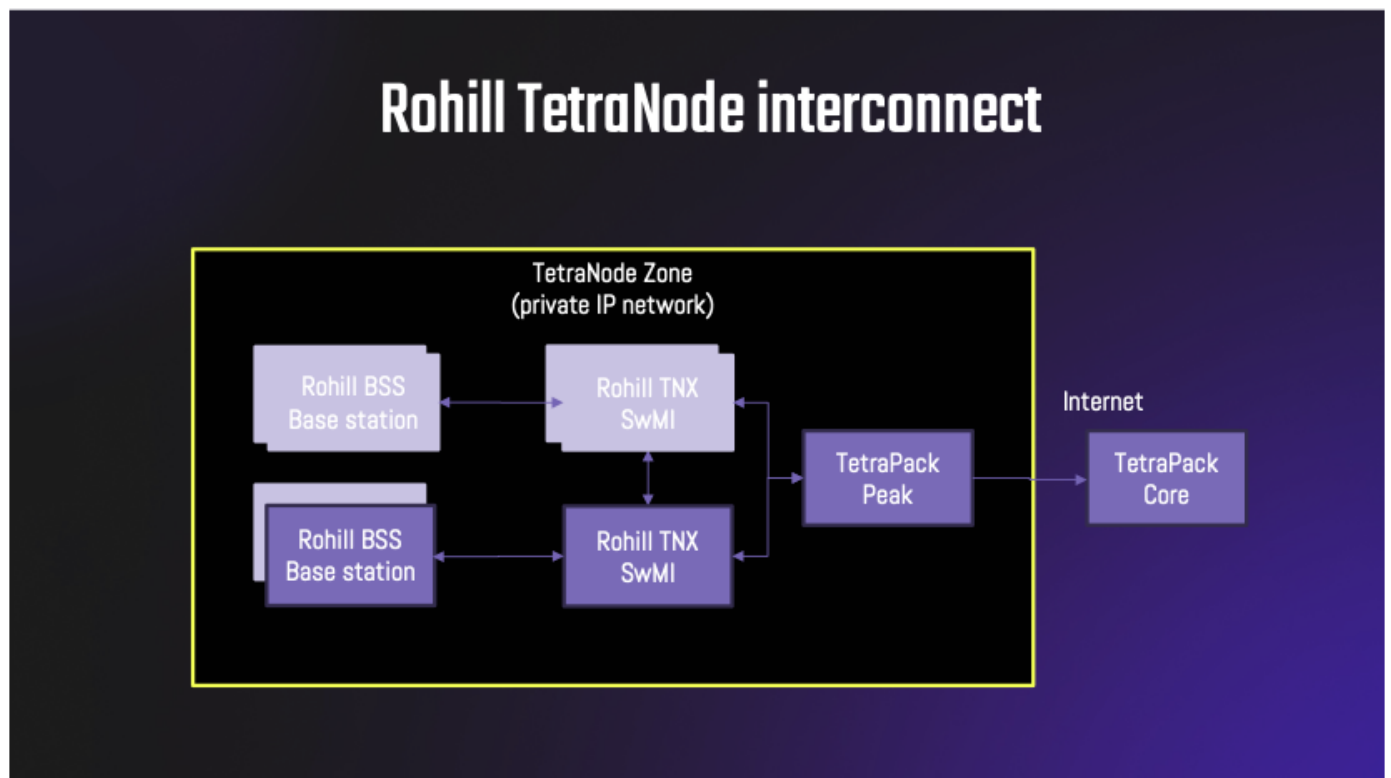 Rohill TetraNode interconnect
TetraNode Zone
(private IP network)
Rohill BSS
Base station
Rohill TNX
SwMI
Internet
TetraPack
Peak
TetraPack
Core
Rohill BSS
Base station
Rohill TNX
SwMI